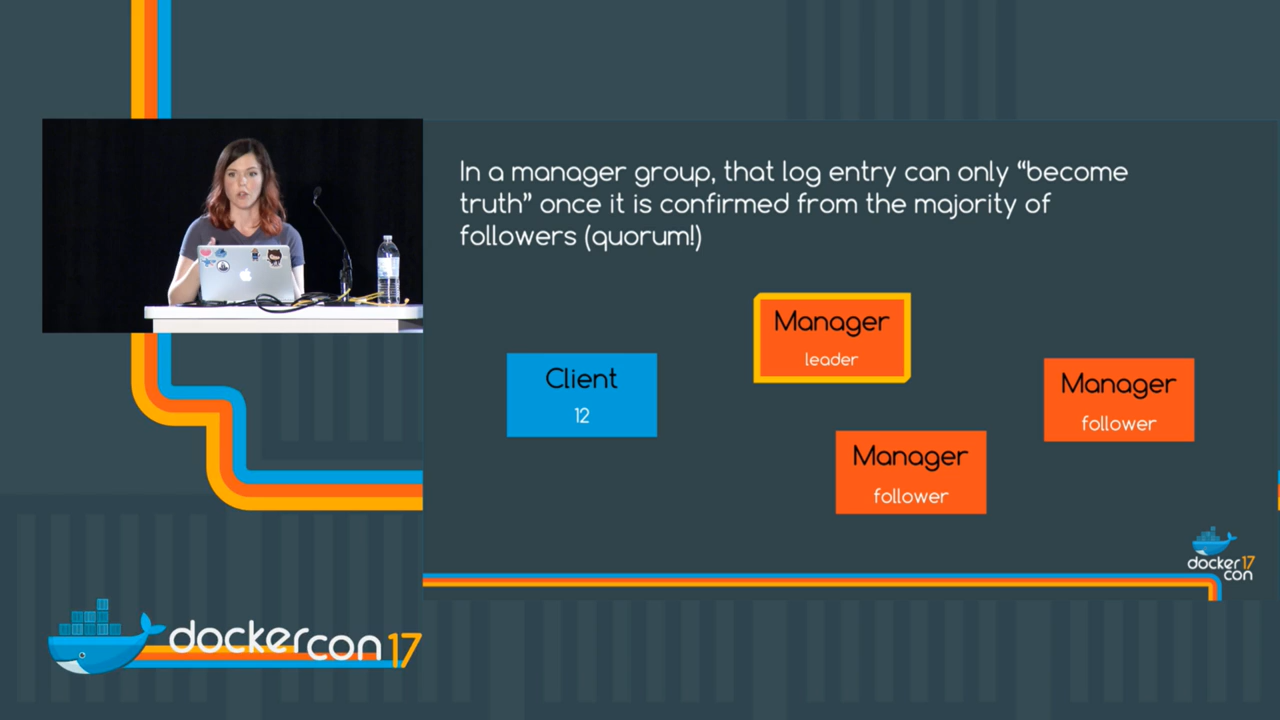 In a manager group, that log entry can only “become
truth” once it is confirmed from the majority of
followers (quorum!)
Manager
leader
Client
12
Manager
follower
Manager
follower
docker17
con
dockercon17